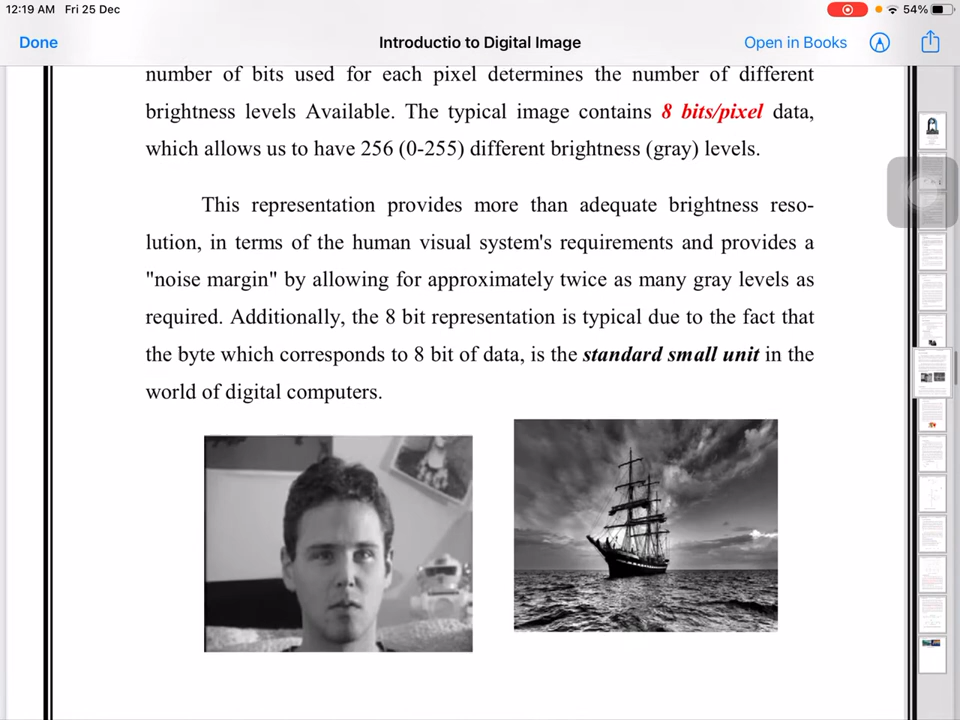 12:19 AM Fri 25 Dec
54%
Done
Introductio to Digital Image
Open in Books
number of bits used for each pixel determines the number of different
brightness levels Available. The typical image contains 8 bits/pixel data,
which allows us to have 256 (0-255) different brightness (gray) levels.
This representation provides more than adequate brightness reso-
lution, in terms of the human visual system's requirements and provides a
"noise margin" by allowing for approximately twice as many gray levels as
required. Additionally, the 8 bit representation is typical due to the fact that
the byte which corresponds to 8 bit of data, is the standard small unit in the
world of digital computers.